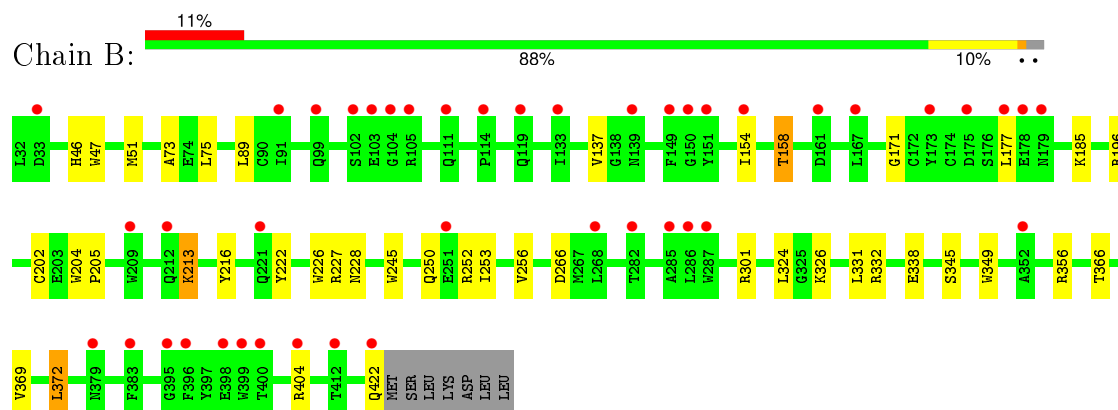 11%
Chain B:
88% 10% • •
L32 D33 H46 W47 M51 A73 E74 L75 L89 C90 I91 Q99 S102 E103 G104 R105 Q111 P114 Q119 I133 V137 G138 N139 F149 G150 Y151 I154 T158 D161 L167 G171 C172 Y173 C174 D175 S176 L177 E178 N179 K185 R196
C202 E203 W204 P205 W209 Q212 K213 Y216 Q221 Y222 W226 R227 N228 W245 Q250 E251 R252 I253 V256 D266 M267 L268 T282 A285 L286 W287 R301 L324 G325 K326 L331 R332 E338 S345 W349 A352 R356 T366
V369 L372 N379 F383 G395 F396 Y397 E398 W399 T400 R404 T412 Q422 MET SER LEU LYS ASP LEU LEU